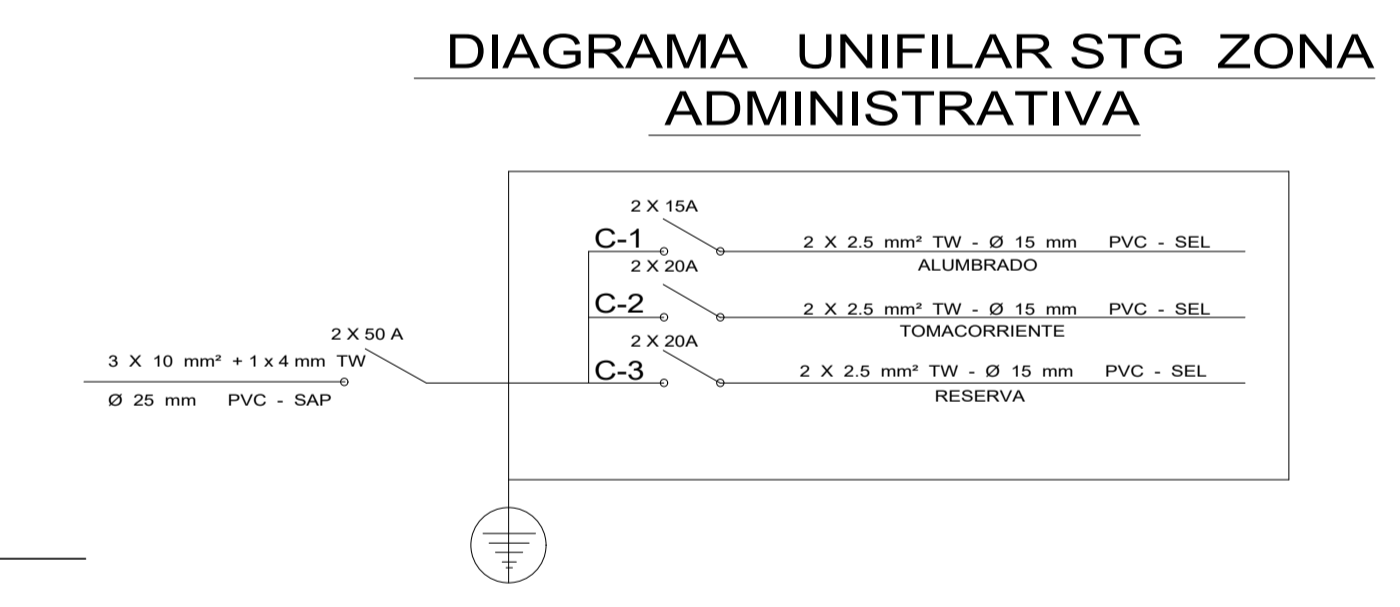 DIAGRAMA UNIFILAR STG ZONA
ADMINISTRATIVA
2 X 15A
C-1
2 X 2.5 mm² TW - Ø 15 mm PVC - SEL
ALUMBRADO
2 X 20A
C-2
2 X 2.5 mm² TW - Ø 15 mm PVC - SEL
TOMACORRIENTE
2 X 20A
C-3
2 X 2.5 mm² TW - Ø 15 mm PVC - SEL
RESERVA
2 X 50 A
3 X 10 mm² + 1 x 4 mm TW
Ø 25 mm PVC - SAP